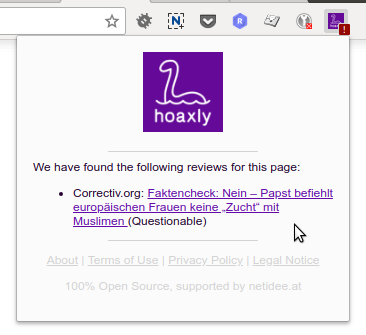 hoaxly
We have found the following reviews for this page:
• Correctiv.org: Faktencheck: Nein – Papst befiehlt
europäischen Frauen keine „Zucht“ mit
Muslimen (Questionable)
About | Terms of Use | Privacy Policy | Legal Notice
100% Open Source, supported by netidee.at